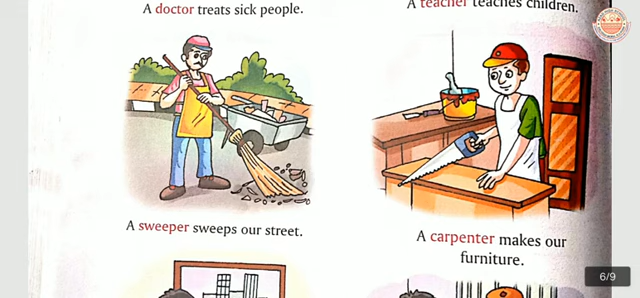 A doctor treats sick people.
A teacher teaches children.
A sweeper sweeps our street.
A carpenter makes our
furniture.
6/9